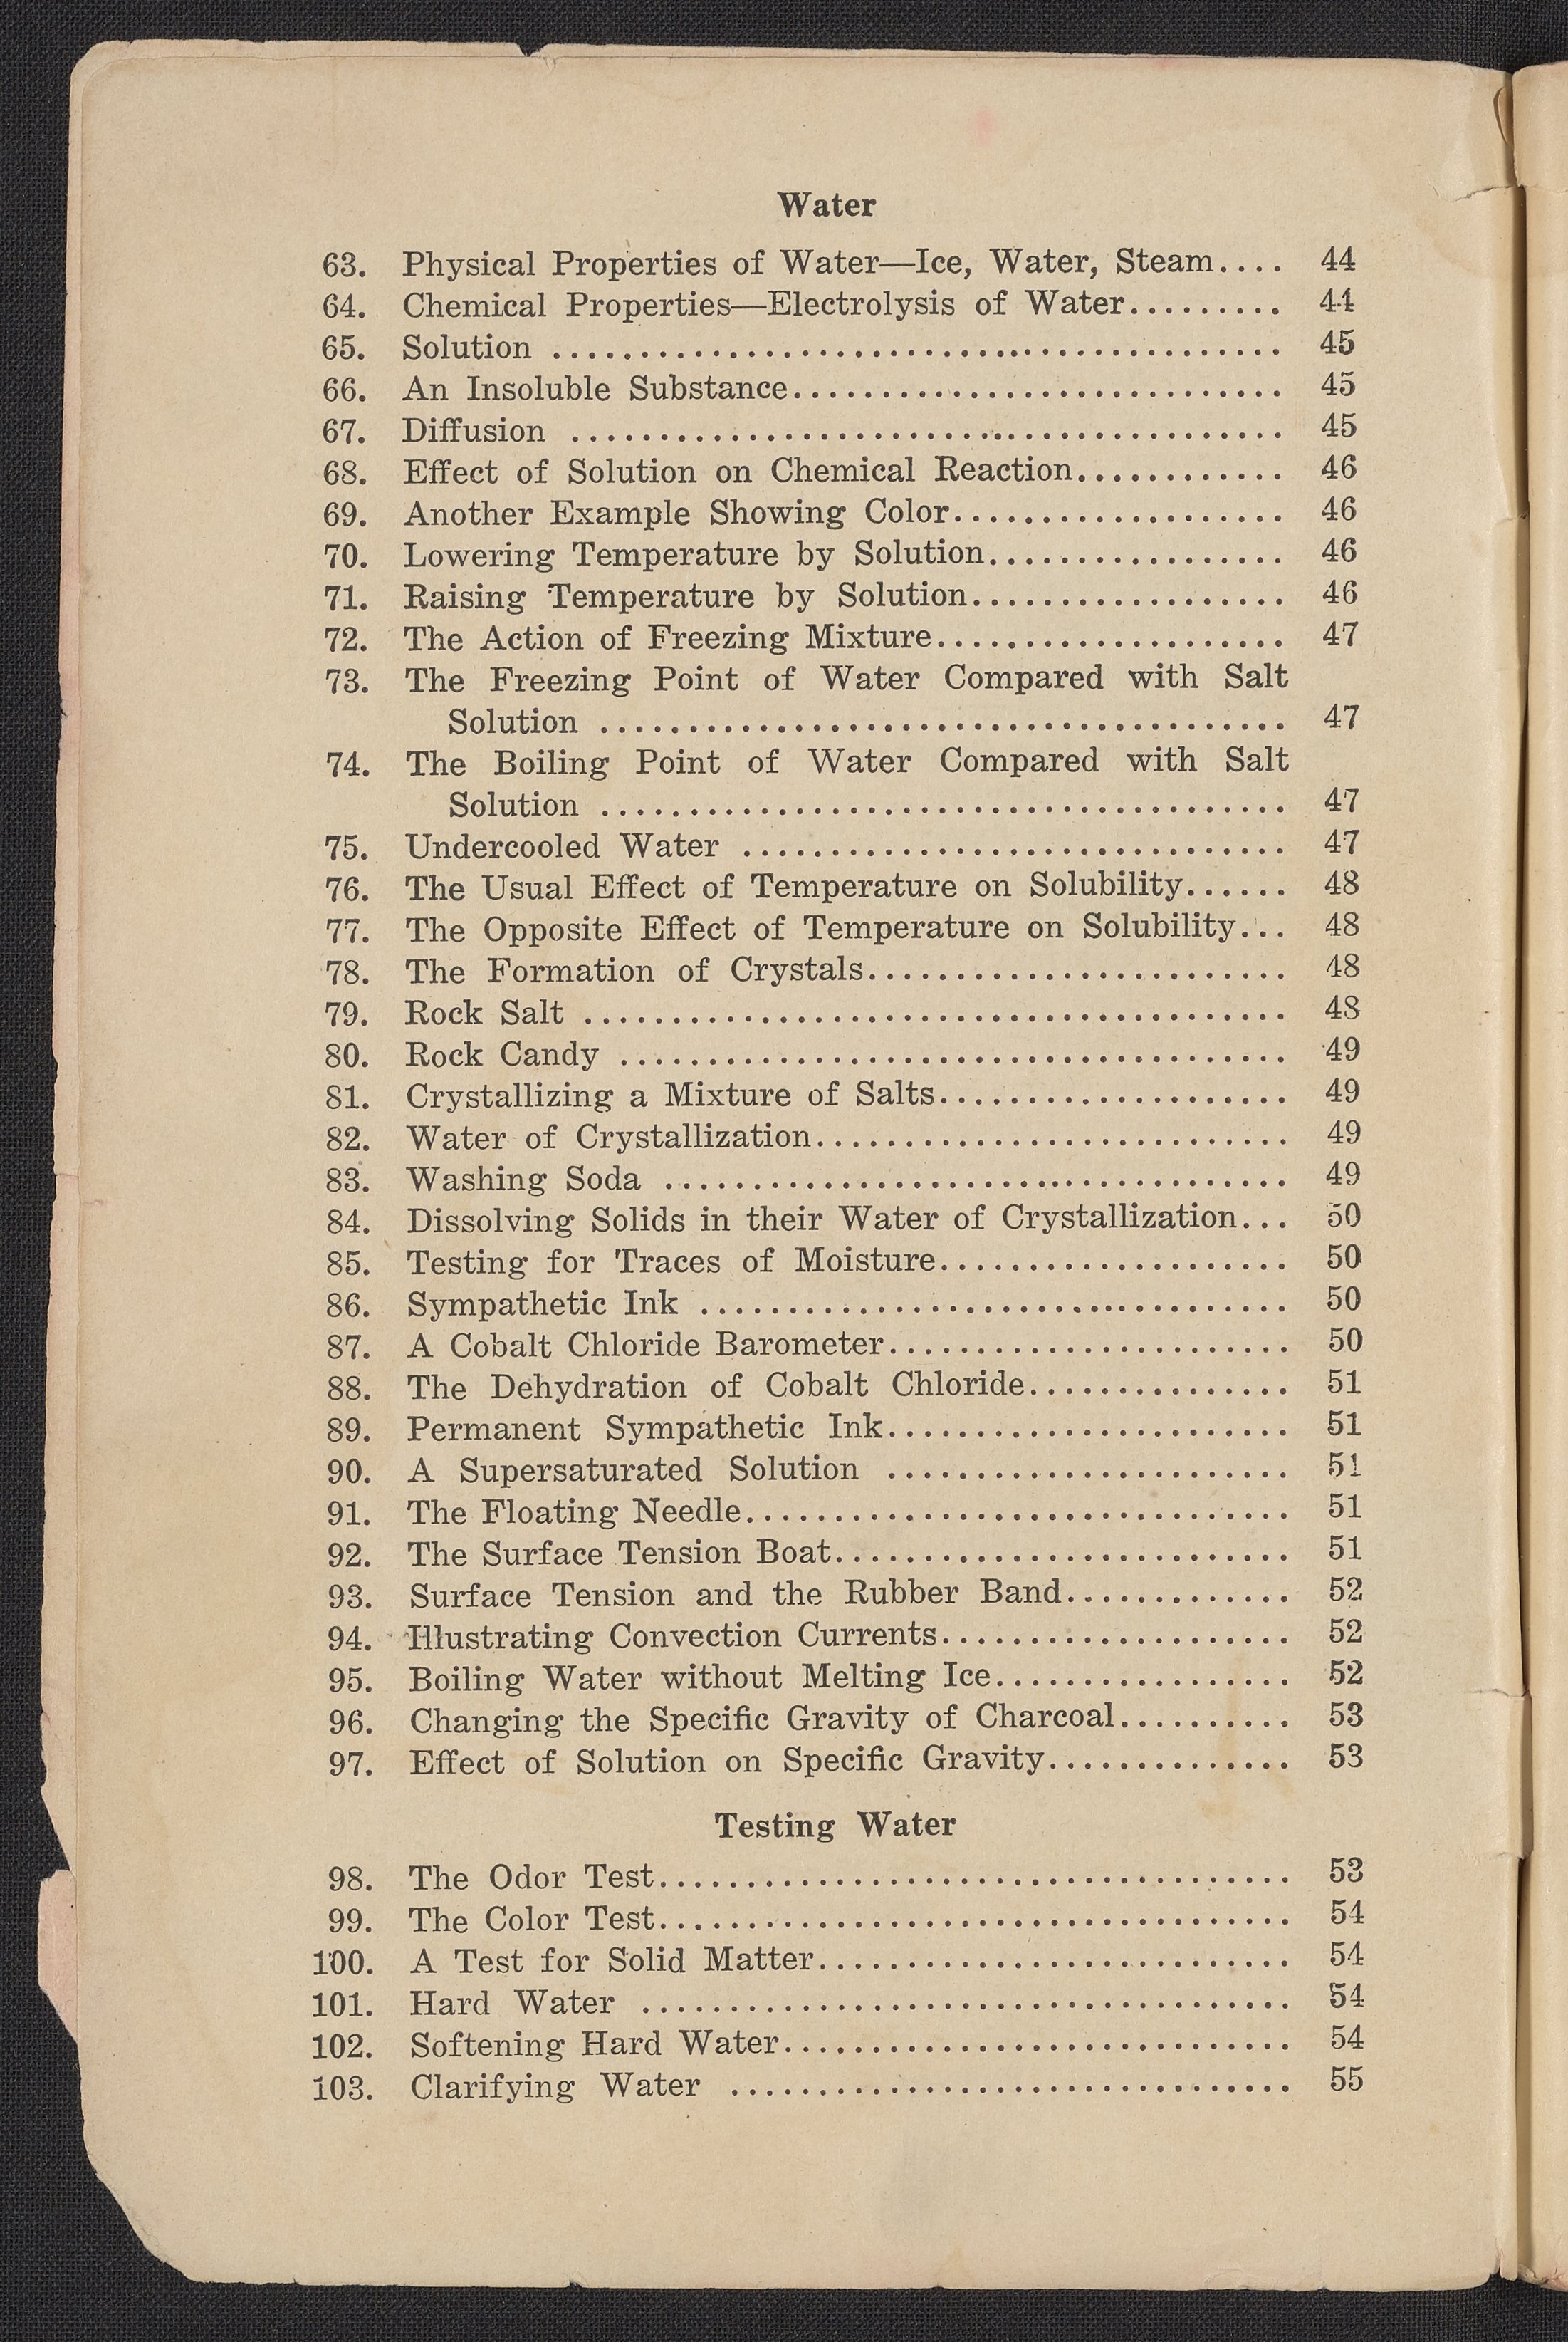 Water
63. Physical Properties of Water—Ice, Water, Steam.... 44
64. Chemical Properties—Electrolysis of Water......... 44
65. Solution .......................................... 45
66. An Insoluble Substance............................ 45
67. Diffusion ......................................... 45
68. Effect of Solution on Chemical Reaction............ 46
69. Another Example Showing Color................... 46
70. Lowering Temperature by Solution................. 46
71. Raising Temperature by Solution.................. 46
72. The Action of Freezing Mixture.................... 47
73. The Freezing Point of Water Compared with Salt
Solution ....................................... 47
74. The Boiling Point of Water Compared with Salt
Solution ....................................... 47
75. Undercooled Water ............................... 47
76. The Usual Effect of Temperature on Solubility...... 48
77. The Opposite Effect of Temperature on Solubility... 48
78. The Formation of Crystals........................ 48
79. Rock Salt ........................................ 48
80. Rock Candy ...................................... 49
81. Crystallizing a Mixture of Salts.................... 49
82. Water of Crystallization........................... 49
83. Washing Soda .................................... 49
84. Dissolving Solids in their Water of Crystallization... 50
85. Testing for Traces of Moisture.................... 50
86. Sympathetic Ink .................................. 50
87. A Cobalt Chloride Barometer....................... 50
88. The Dehydration of Cobalt Chloride............... 51
89. Permanent Sympathetic Ink....................... 51
90. A Supersaturated Solution ....................... 51
91. The Floating Needle............................... 51
92. The Surface Tension Boat.......................... 51
93. Surface Tension and the Rubber Band............. 52
94. Illustrating Convection Currents.................... 52
95. Boiling Water without Melting Ice................. 52
96. Changing the Specific Gravity of Charcoal.......... 53
97. Effect of Solution on Specific Gravity.............. 53
Testing Water
98. The Odor Test.................................... 53
99. The Color Test.................................... 54
100. A Test for Solid Matter........................... 54
101. Hard Water ..................................... 54
102. Softening Hard Water............................. 54
103. Clarifying Water ................................ 55